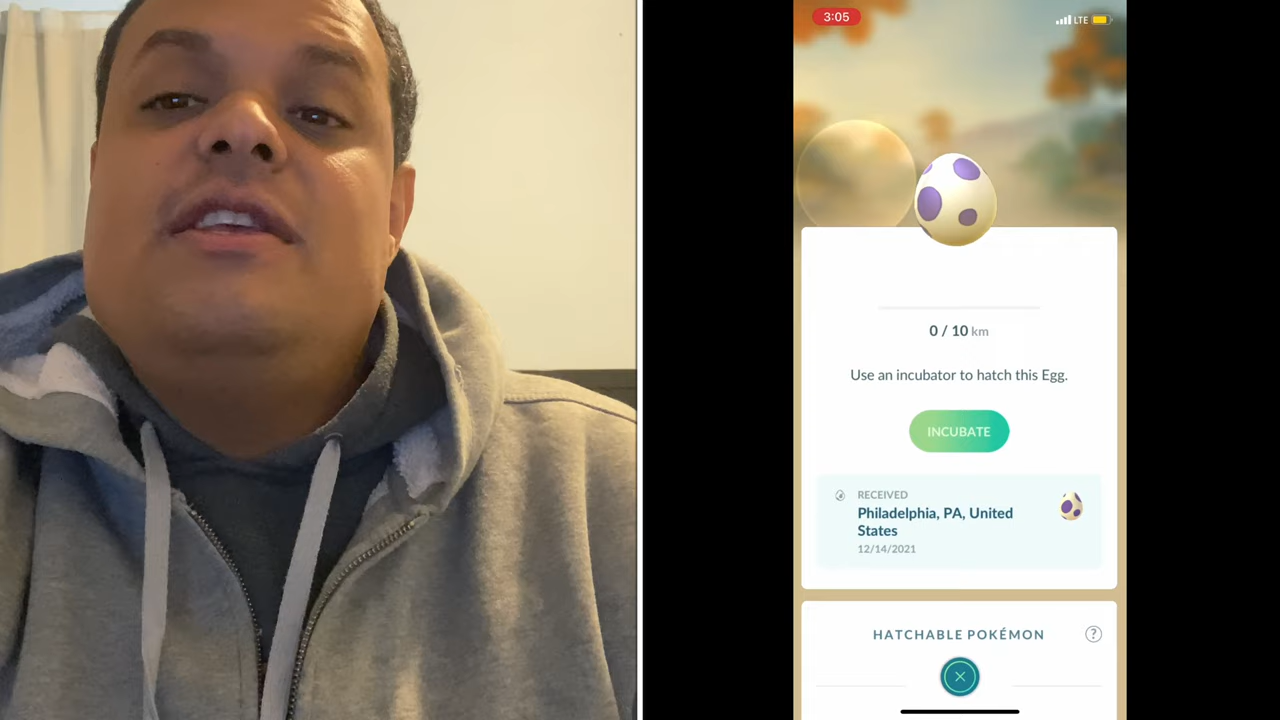 3:05
LTE
0 / 10 km
Use an incubator to hatch this Egg.
INCUBATE
RECEIVED
Philadelphia, PA, United
States
12/14/2021
HATCHABLE POKÉMON
?